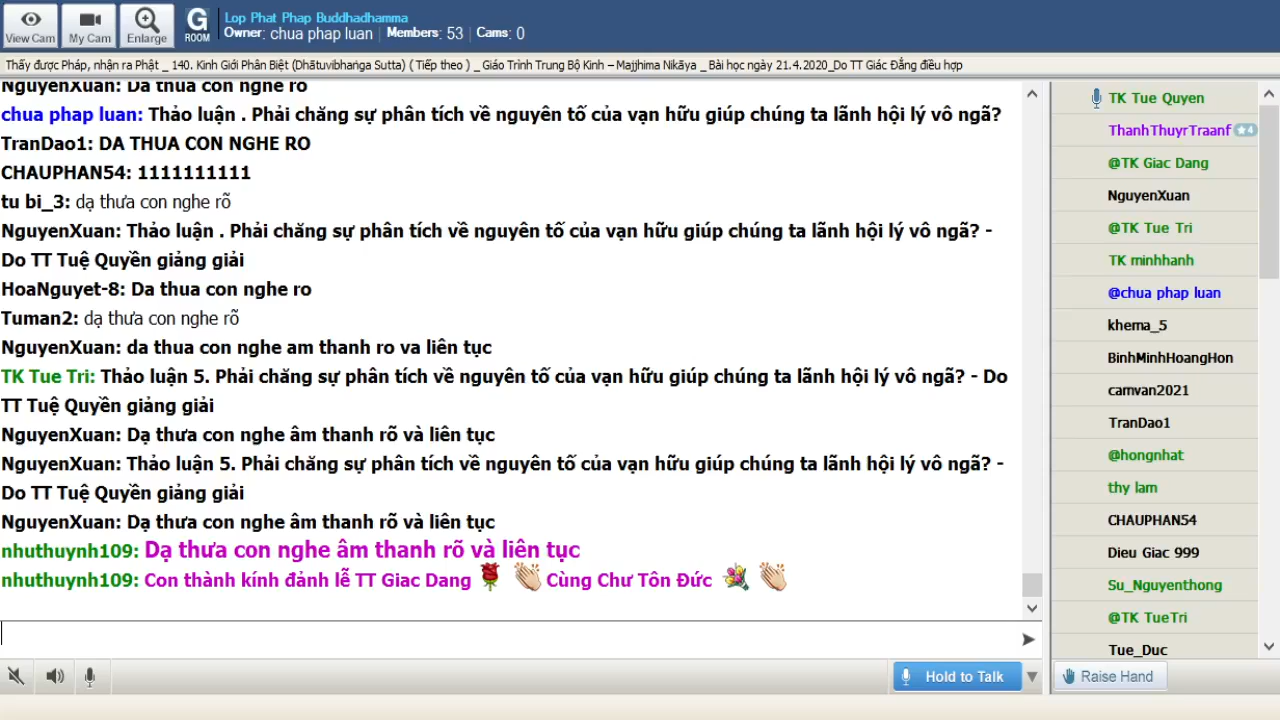 View Cam
My Cam
Enlarge
G
ROOM
Lop Phat Phap Buddhadhamma
Owner: chua phap luan Members: 53 Cams: 0
Thấy được Pháp, nhận ra Phật _ 140. Kinh Giới Phân Biệt (Dhātuvibhaṅga Sutta) ( Tiếp theo ) _ Giáo Trình Trung Bộ Kinh – Majjhima Nikāya _ Bài học ngày 21.4.2020_Do TT Giác Đẳng điều hợp
NguyenXuan: Da thua con nghe ro
chua phap luan: Thảo luận . Phải chăng sự phân tích về nguyên tố của vạn hữu giúp chúng ta lãnh hội lý vô ngã?
TranDao1: DA THUA CON NGHE RO
CHAUPHAN54: 1111111111
tu bi_3: dạ thưa con nghe rõ
NguyenXuan: Thảo luận . Phải chăng sự phân tích về nguyên tố của vạn hữu giúp chúng ta lãnh hội lý vô ngã? -
Do TT Tuệ Quyền giảng giải
HoaNguyet-8: Da thua con nghe ro
Tuman2: dạ thưa con nghe rõ
NguyenXuan: da thua con nghe am thanh ro va liên tục
TK Tue Tri: Thảo luận 5. Phải chăng sự phân tích về nguyên tố của vạn hữu giúp chúng ta lãnh hội lý vô ngã? - Do
TT Tuệ Quyền giảng giải
NguyenXuan: Dạ thưa con nghe âm thanh rõ và liên tục
NguyenXuan: Thảo luận 5. Phải chăng sự phân tích về nguyên tố của vạn hữu giúp chúng ta lãnh hội lý vô ngã? -
Do TT Tuệ Quyền giảng giải
NguyenXuan: Dạ thưa con nghe âm thanh rõ và liên tục
nhuthuynh109: Dạ thưa con nghe âm thanh rõ và liên tục
nhuthuynh109: Con thành kính đảnh lễ TT Giac Dang Cùng Chư Tôn Đức
Hold to Talk
TK Tue Quyen
ThanhThuyrTraanf 4
@TK Giac Dang
NguyenXuan
@TK Tue Tri
TK minhhanh
@chua phap luan
khema_5
BinhMinhHoangHon
camvan2021
TranDao1
@hongnhat
thy lam
CHAUPHAN54
Dieu Giac 999
Su_Nguyenthong
@TK TueTri
Tue_Duc
Raise Hand